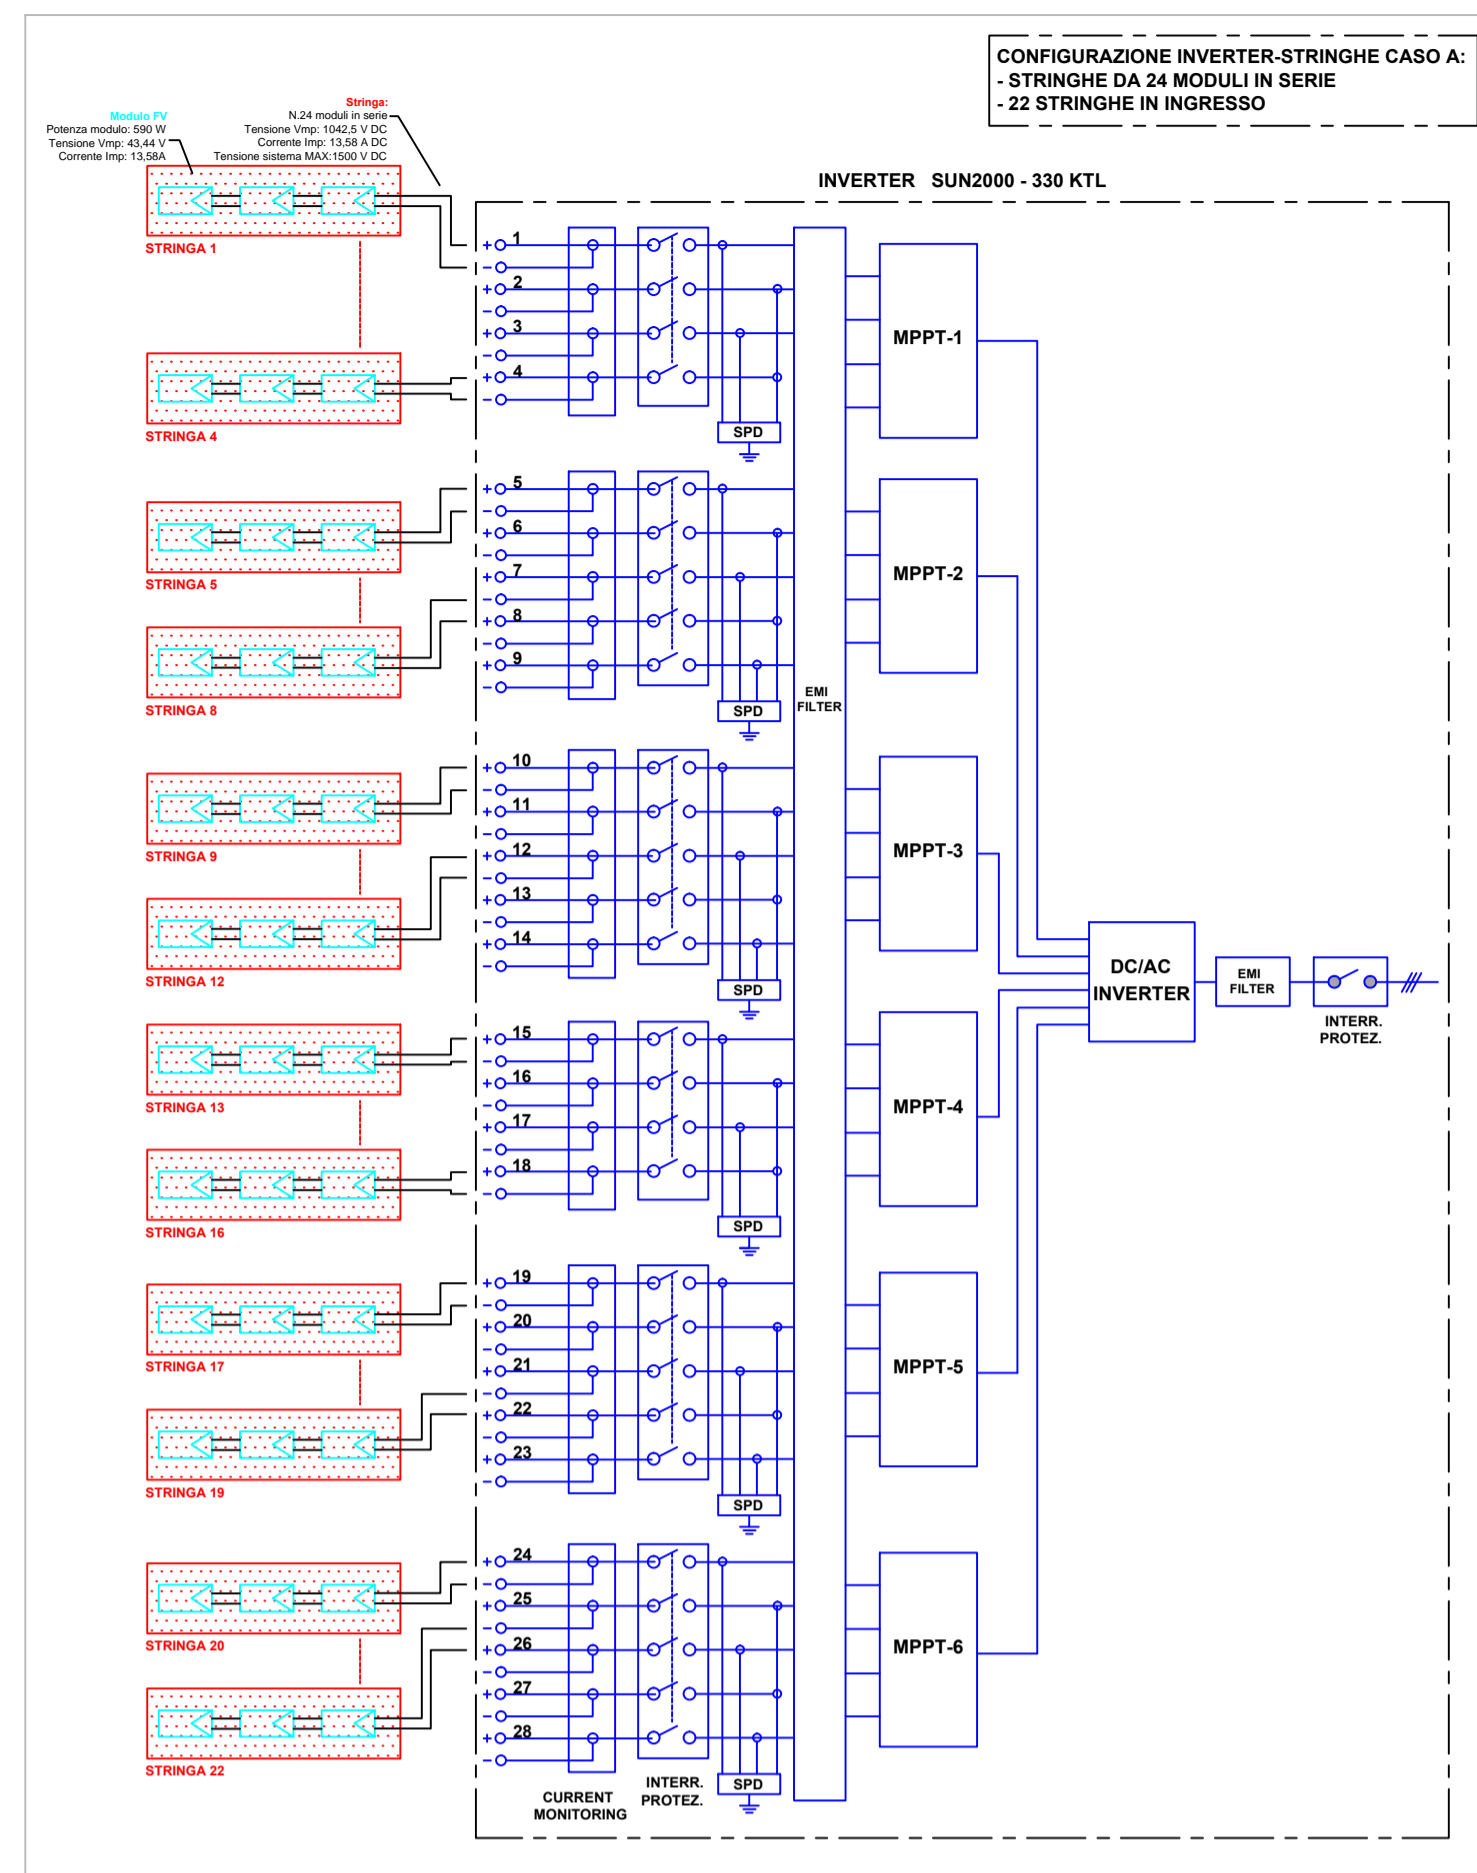 CONFIGURAZIONE INVERTER-STRINGHE CASO A:
- STRINGHE DA 24 MODULI IN SERIE
- 22 STRINGHE IN INGRESSO
Modulo FV
Potenza modulo: 590 W
Tensione Vmp: 43,44 V
Corrente Imp: 13,58A
Stringa:
N.24 moduli in serie
Tensione Vmp: 1042,5 V DC
Corrente Imp: 13,58 A DC
Tensione sistema MAX:1500 V DC
INVERTER SUN2000 - 330 KTL
STRINGA 1
STRINGA 4
STRINGA 5
STRINGA 8
STRINGA 9
STRINGA 12
STRINGA 13
STRINGA 16
STRINGA 17
STRINGA 19
STRINGA 20
STRINGA 22
+ 1
-
+ 2
-
+ 3
-
+ 4
-
SPD
+ 5
-
+ 6
-
+ 7
-
+ 8
-
+ 9
-
SPD
+ 10
-
+ 11
-
+ 12
-
+ 13
-
+ 14
-
SPD
+ 15
-
+ 16
-
+ 17
-
+ 18
-
SPD
+ 19
-
+ 20
-
+ 21
-
+ 22
-
+ 23
-
SPD
+ 24
-
+ 25
-
+ 26
-
+ 27
-
+ 28
-
SPD
CURRENT
MONITORING
INTERR.
PROTEZ.
EMI
FILTER
MPPT-1
MPPT-2
MPPT-3
MPPT-4
MPPT-5
MPPT-6
DC/AC
INVERTER
EMI
FILTER
INTERR.
PROTEZ.